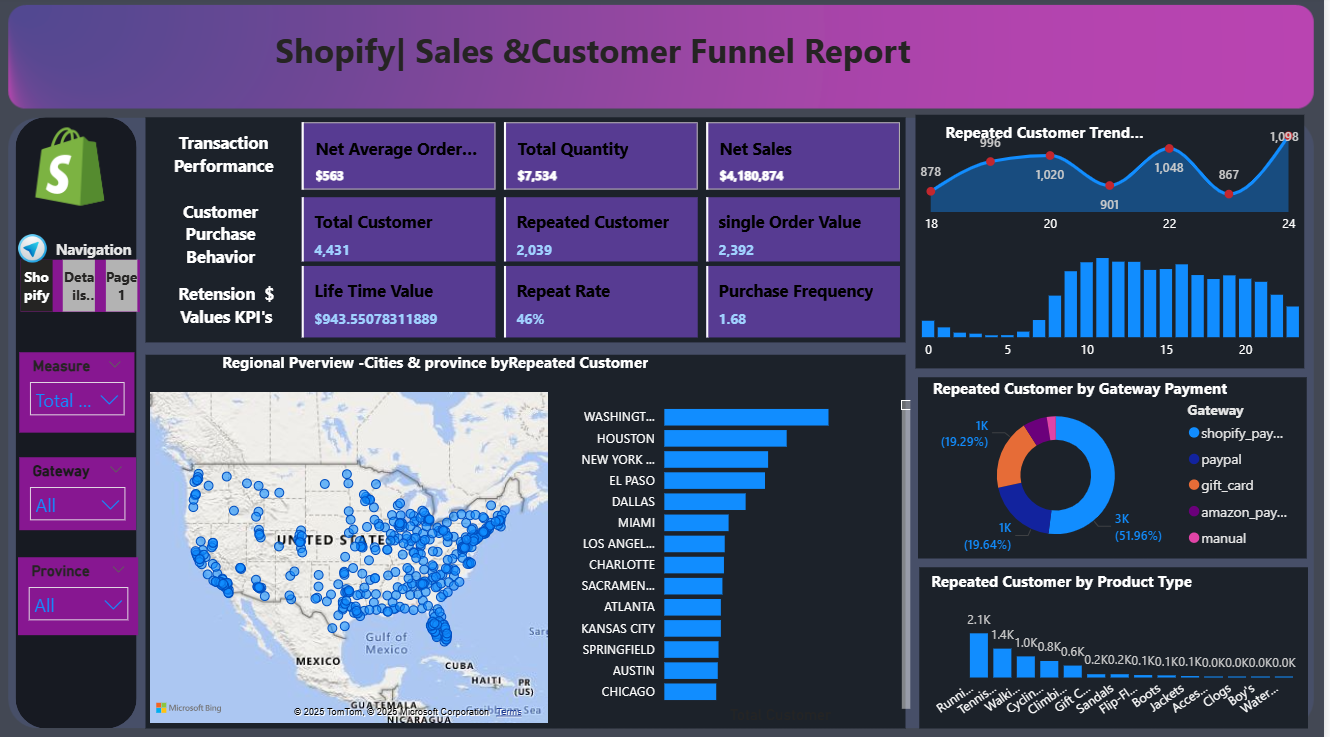 Shopify| Sales &Customer Funnel Report
S
Navigation
Sho
pify
Deta
ils..
Page
1
Measure
Total ...
Gateway
All
Province
All
Transaction
Performance
Net Average Order...
$563
Total Quantity
$7,534
Net Sales
$4,180,874
Customer
Purchase
Behavior
Total Customer
4,431
Repeated Customer
2,039
single Order Value
2,392
Retension $
Values KPI's
Life Time Value
$943.55078311889
Repeat Rate
46%
Purchase Frequency
1.68
Regional Pverview -Cities & province byRepeated Customer
UNITED STATES
Gulf of
Mexico
MEXICO
CUBA
HAITI
PR
(US)
Sarg
GUATEMALA
NICARAGUA
Caribbean Sea
Microsoft Bing
© 2025 TomTom, © 2025 Microsoft Corporation Terms
WASHINGT...
HOUSTON
NEW YORK ...
EL PASO
DALLAS
MIAMI
LOS ANGEL...
CHARLOTTE
SACRAMEN...
ATLANTA
KANSAS CITY
SPRINGFIELD
AUSTIN
CHICAGO
Repeated Customer Trend...
878
996
1,020
901
1,048
867
1,098
18 20 22 24
0 5 10 15 20
Repeated Customer by Gateway Payment
1K
(19.29%)
1K
(19.64%)
3K
(51.96%)
Gateway
shopify_pay...
paypal
gift_card
amazon_pay...
manual
Repeated Customer by Product Type
2.1K
1.4K
1.0K
0.8K
0.6K
0.2K
0.2K
0.1K
0.1K
0.1K
0.0K
0.0K
0.0K
0.0K
Runni...
Tennis...
Walki...
Cyclin...
Climbi...
Gift C...
Sandals
Flip-Fl...
Boots
Jackets
Acces...
Clogs
Boy's
Water...